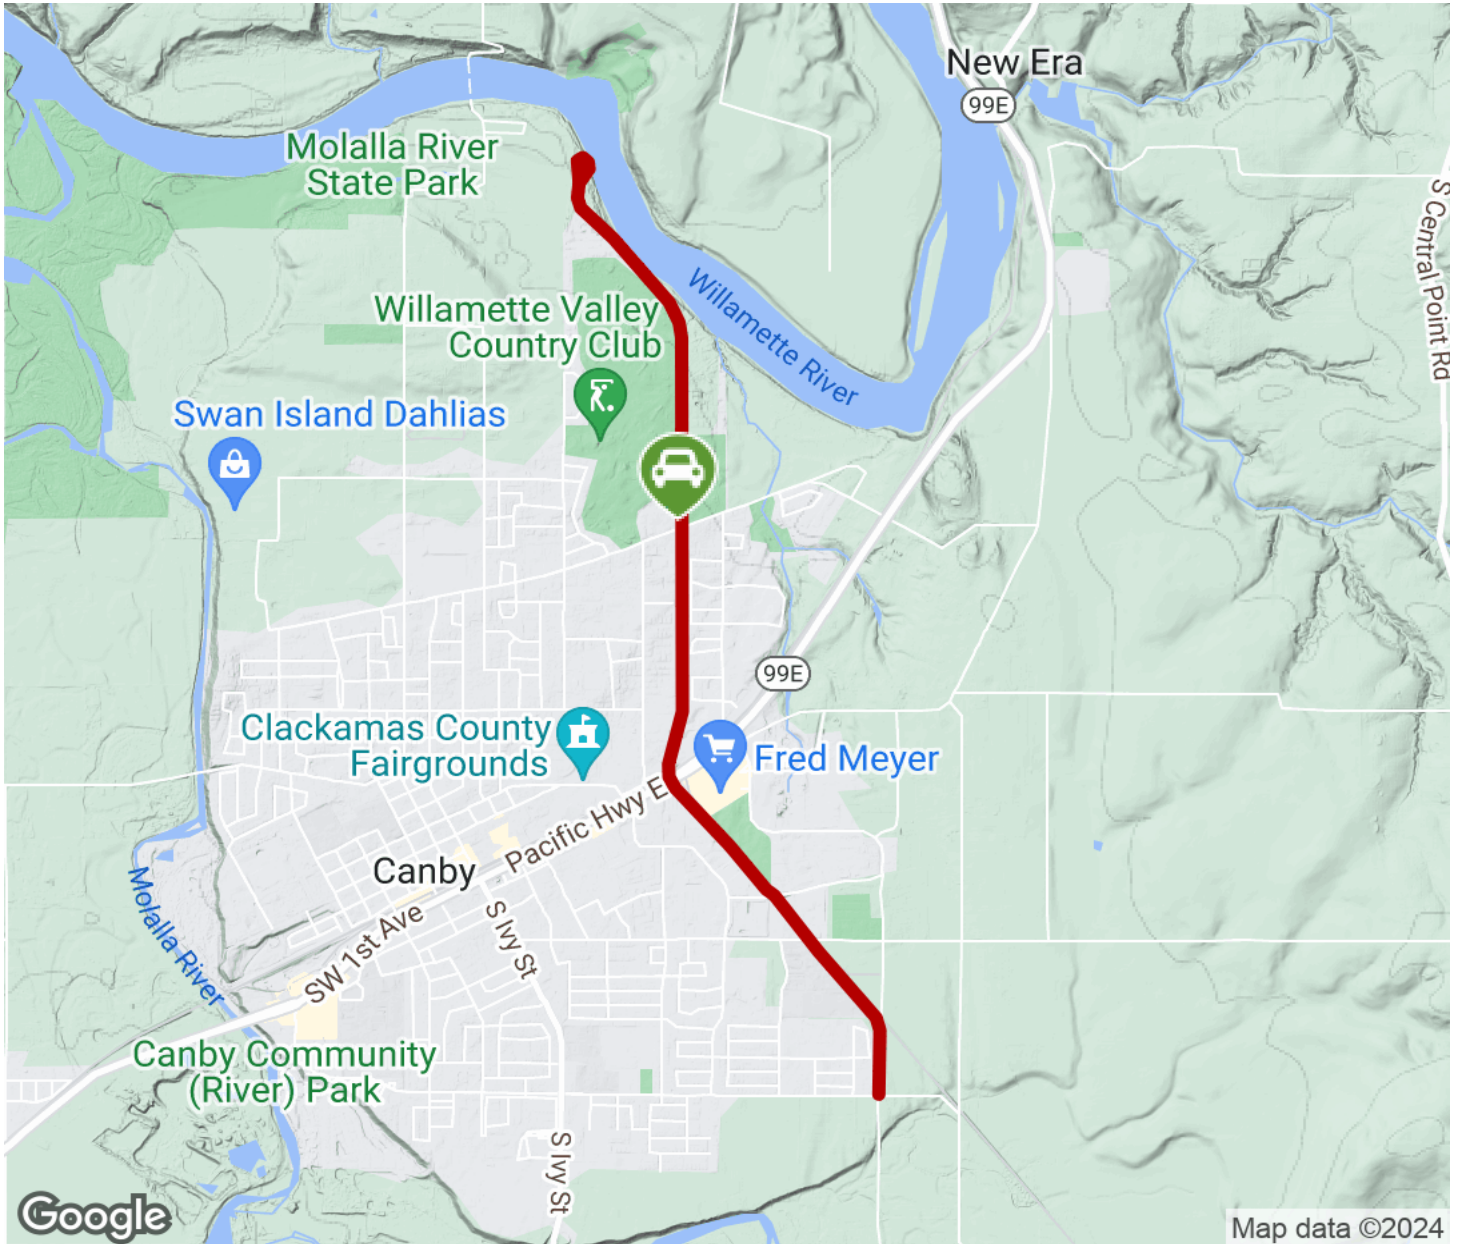 New Era
99E
Molalla River
State Park
S Central Point Rd
Willamette River
Willamette Valley
Country Club
Swan Island Dahlias
99E
Clackamas County
Fairgrounds
Fred Meyer
Pacific Hwy E
Canby
Molalla River
SW 1st Ave
S Ivy St
Canby Community
(River) Park
S Ivy St
Google
Map data ©2024